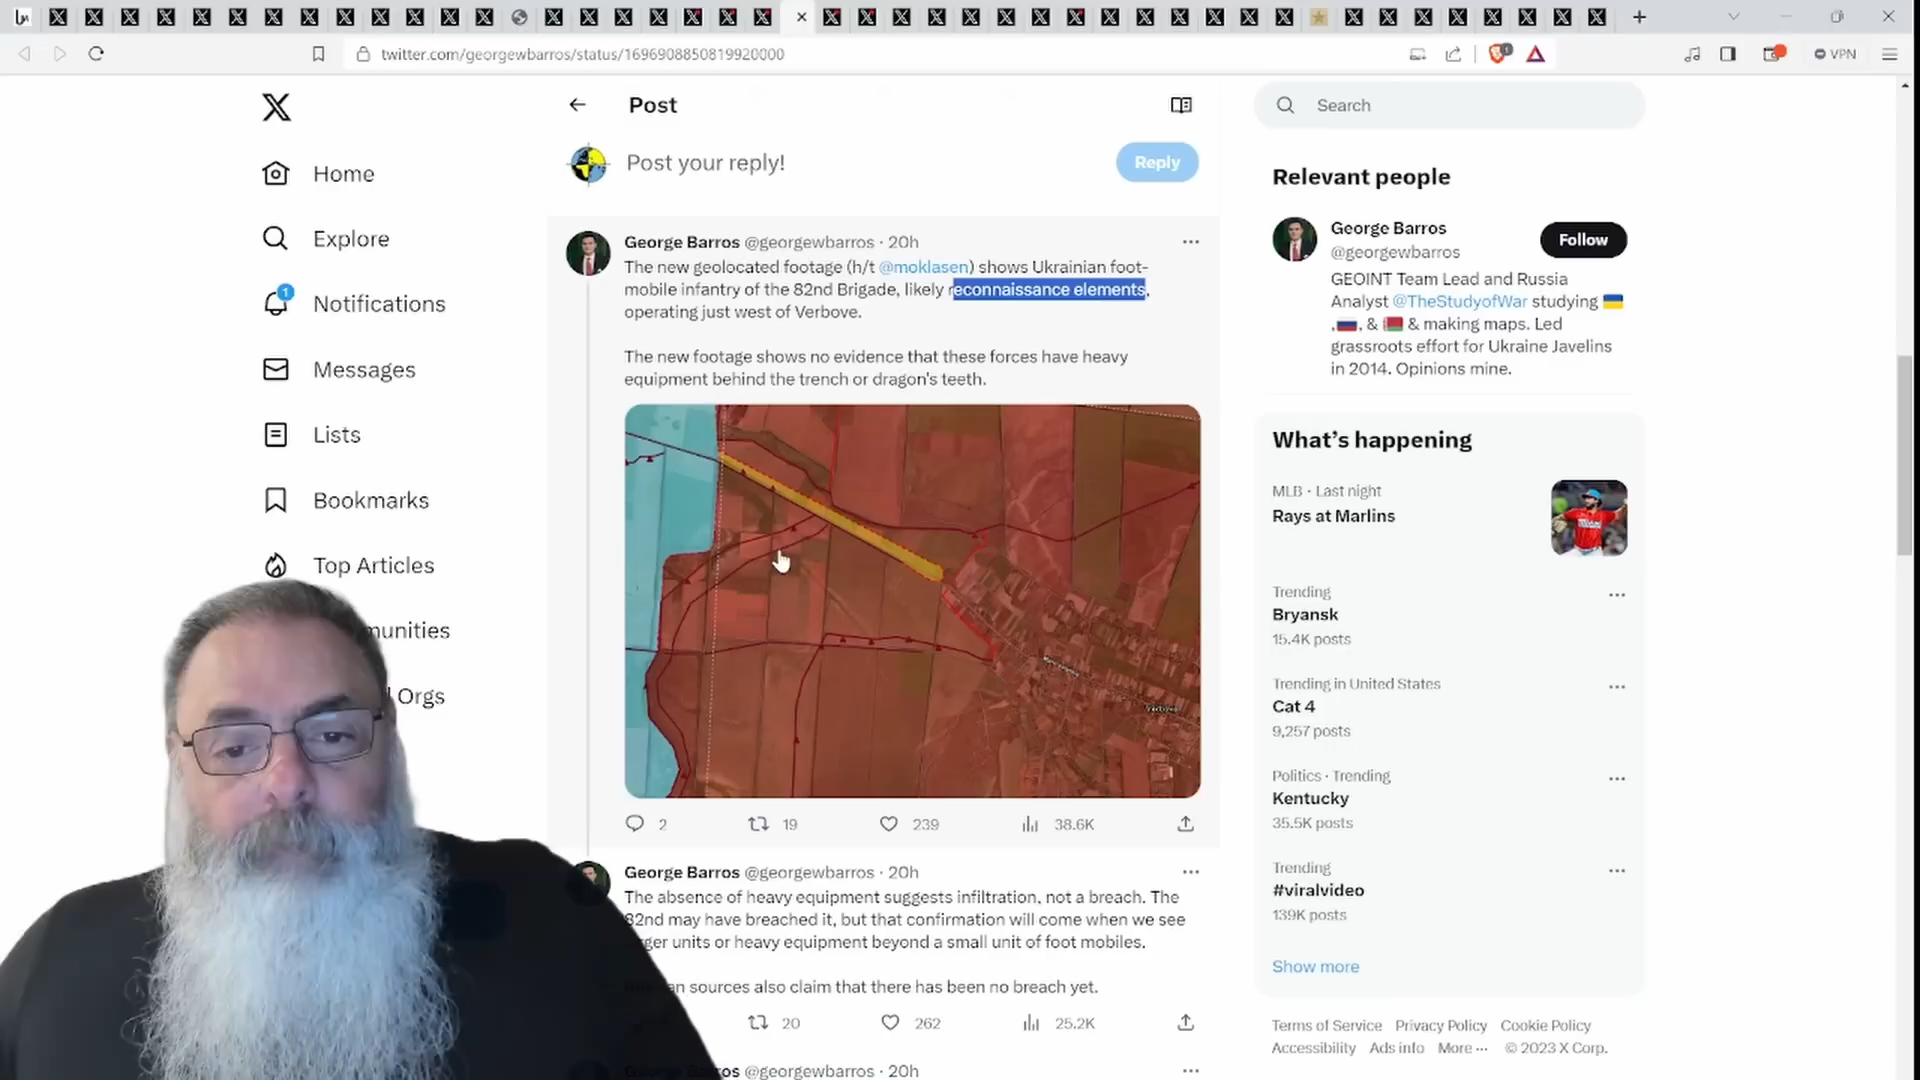 twitter.com/georgewbarros/status/1696908850819920000
1
VPN
Post
Search
Home
Explore
1
Notifications
Messages
Lists
Bookmarks
Top Articles
munities
Orgs
Post your reply!
Reply
George Barros @georgewbarros · 20h
The new geolocated footage (h/t @moklasen) shows Ukrainian foot-
mobile infantry of the 82nd Brigade, likely reconnaissance elements,
operating just west of Verbove.
The new footage shows no evidence that these forces have heavy
equipment behind the trench or dragon's teeth.
2 19 239 38.6K
George Barros @georgewbarros · 20h
The absence of heavy equipment suggests infiltration, not a breach. The
82nd may have breached it, but that confirmation will come when we see
ger units or heavy equipment beyond a small unit of foot mobiles.
an sources also claim that there has been no breach yet.
20 262 25.2K
George Barros @georgewbarros · 20h
Relevant people
George Barros
@georgewbarros
Follow
GEOINT Team Lead and Russia
Analyst @TheStudyofWar studying 🇺🇦
,🇷🇺, & 🇧🇾 & making maps. Led
grassroots effort for Ukraine Javelins
in 2014. Opinions mine.
What's happening
MLB · Last night
Rays at Marlins
Trending
Bryansk
15.4K posts
Trending in United States
Cat 4
9,257 posts
Politics · Trending
Kentucky
35.5K posts
Trending
#viralvideo
139K posts
Show more
Terms of Service Privacy Policy Cookie Policy
Accessibility Ads info More ··· © 2023 X Corp.